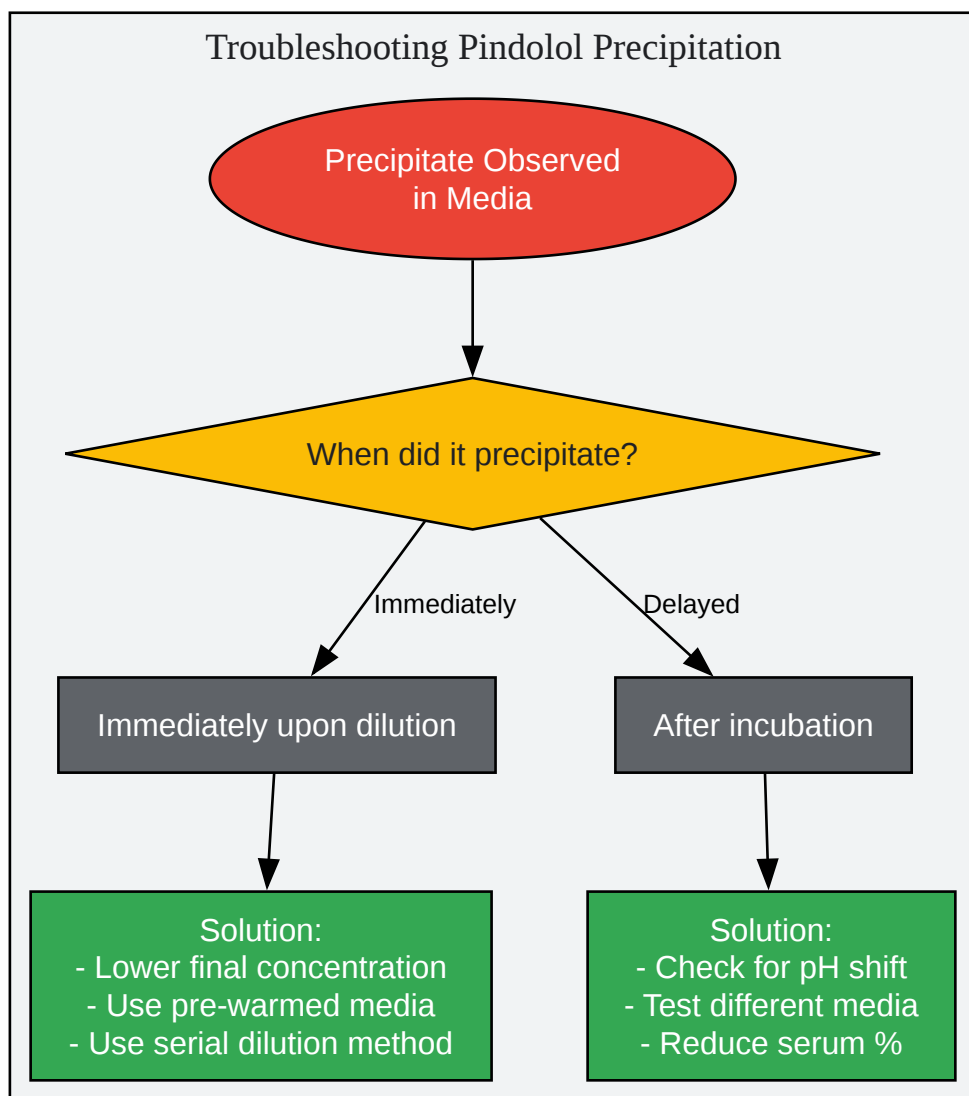 Troubleshooting Pindolol Precipitation
Precipitate Observed
in Media
When did it precipitate?
Immediately
Delayed
Immediately upon dilution
After incubation
Solution:
- Lower final concentration
- Use pre-warmed media
- Use serial dilution method
Solution:
- Check for pH shift
- Test different media
- Reduce serum %